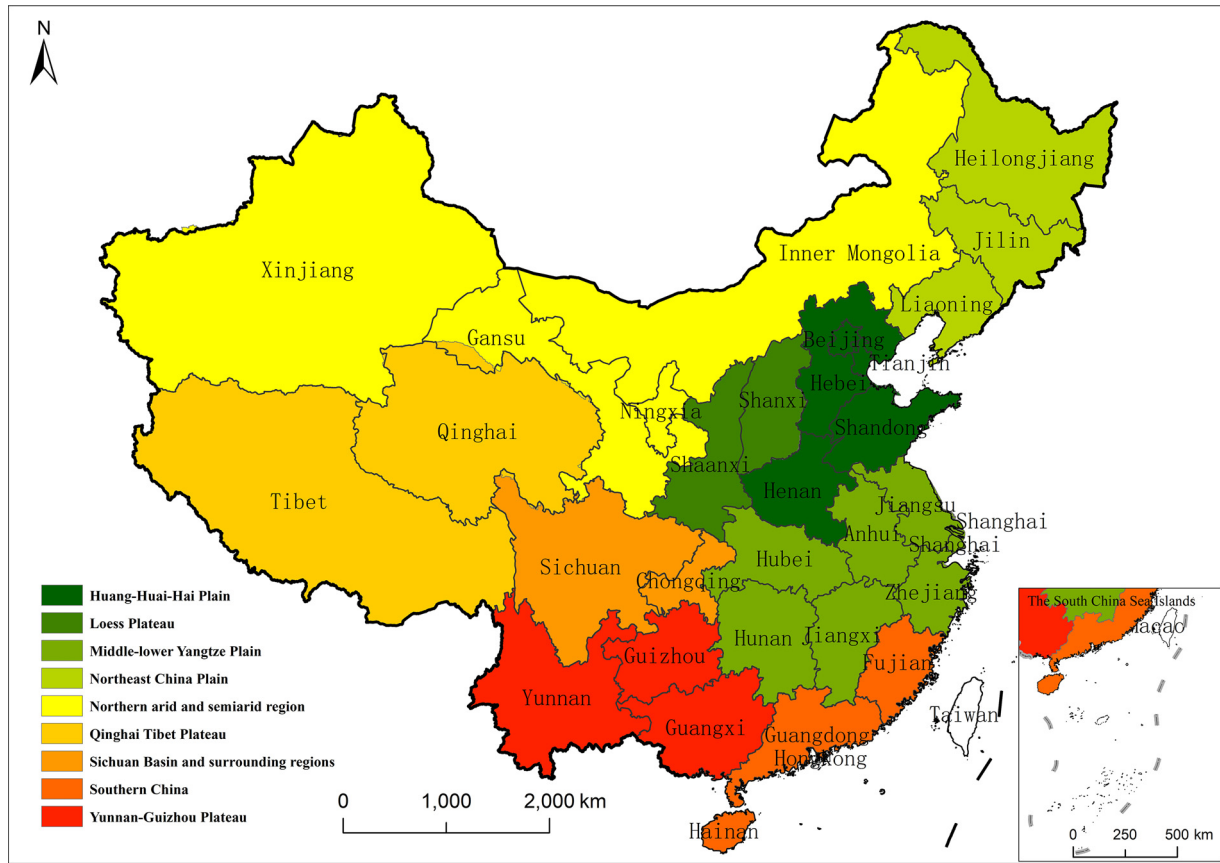 N
Heilongjiang
Jilin
Inner Mongolia
Xinjiang
Liaoning
Gansu
Beijing
Tianjin
Hebei
Shanxi
Ningxia
Shandong
Qinghai
Shaanxi
Henan
Tibet
Jiangsu
Shanghai
Anhui
Shanghai
Hubei
Sichuan
Chongqing
Zhejiang
Hunan
Jiangxi
Guizhou
Fujian
Yunnan
Guangxi
Taiwan
Guangdong
HongKong
Hainan
Huang-Huai-Hai Plain
Loess Plateau
Middle-lower Yangtze Plain
Northeast China Plain
Northern arid and semiarid region
Qinghai Tibet Plateau
Sichuan Basin and surrounding regions
Southern China
Yunnan-Guizhou Plateau
0 1,000 2,000 km
The South China Sea Islands
Macao
0 250 500 km